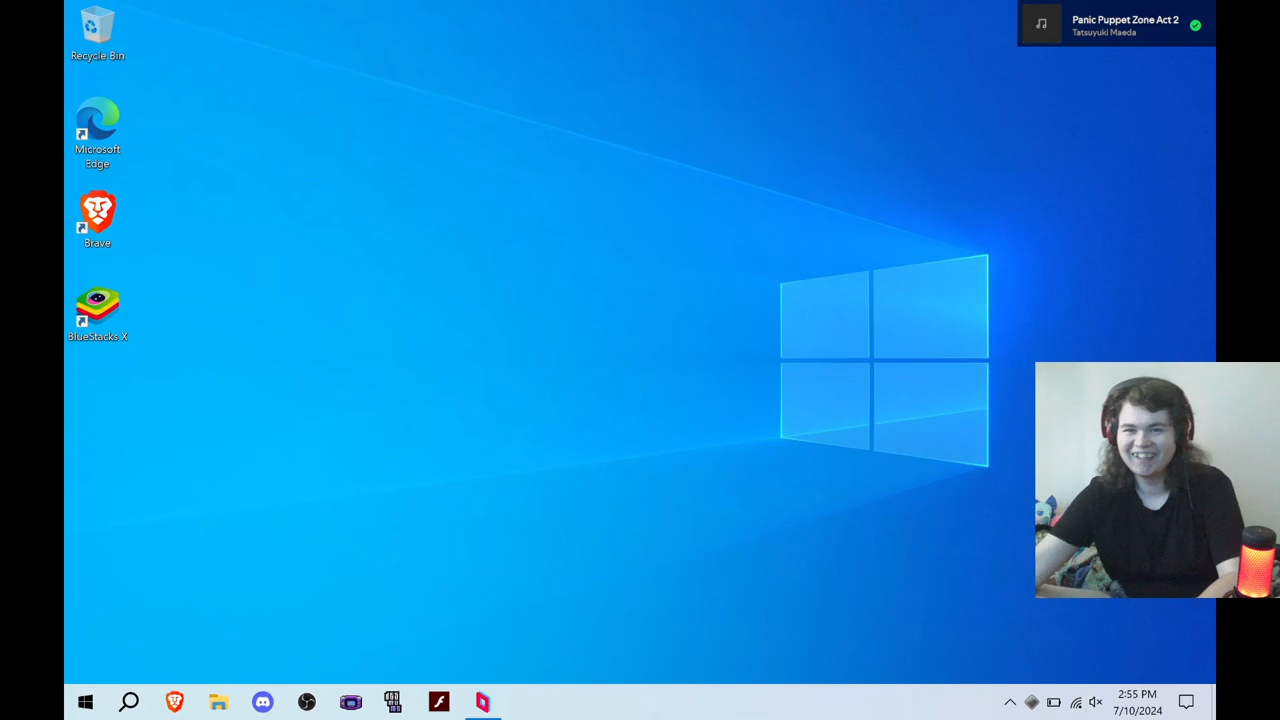 Recycle Bin
Microsoft
Edge
Brave
BlueStacks X
Panic Puppet Zone Act 2
Tatsuyuki Maeda
2:55 PM
7/10/2024